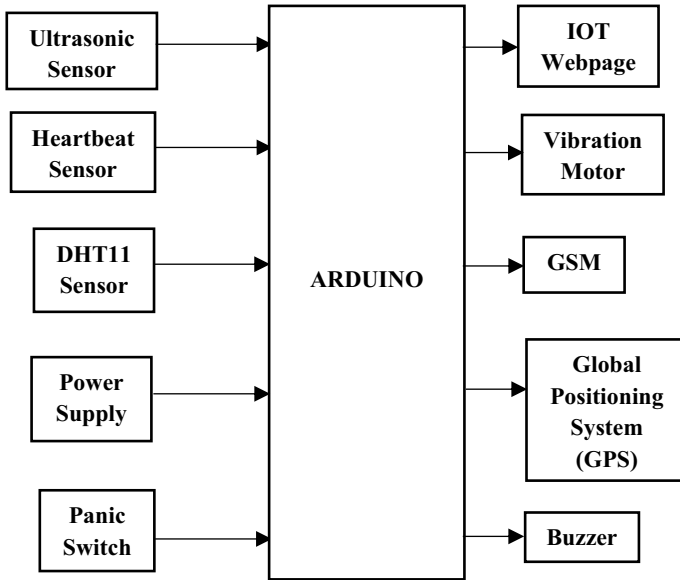 Ultrasonic
Sensor
Heartbeat
Sensor
DHT11
Sensor
Power
Supply
Panic
Switch
ARDUINO
IOT
Webpage
Vibration
Motor
GSM
Global
Positioning
System
(GPS)
Buzzer